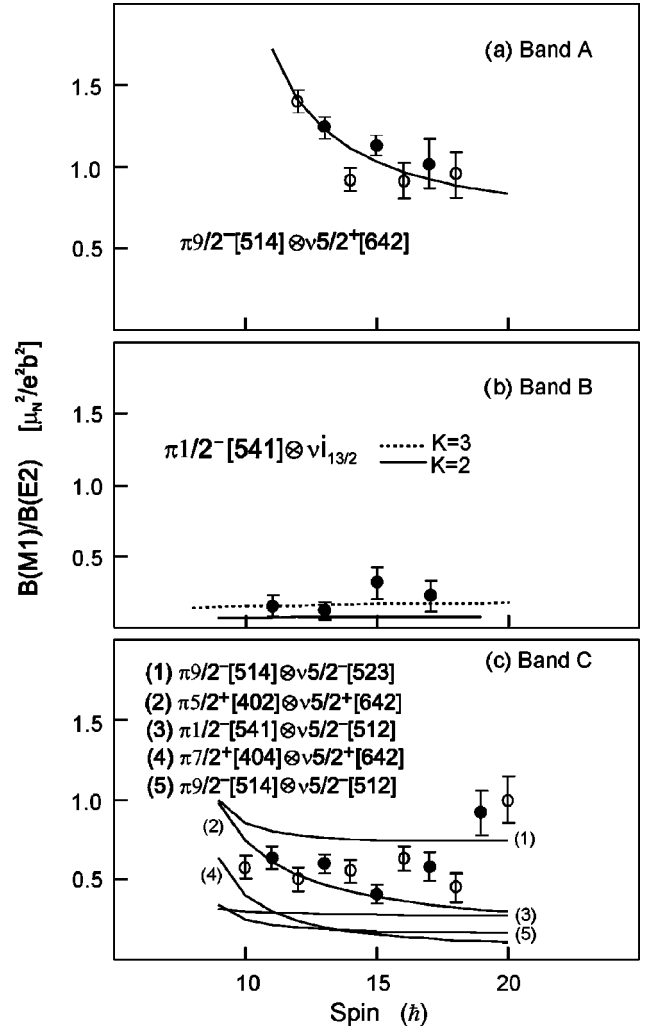 (a) Band A
1.5
1.0
0.5
π9/2⁻[514]⊗ν5/2⁺[642]
B(M1)/B(E2) [μ_N²/e²b²]
(b) Band B
1.5
π1/2⁻[541]⊗νi₁₃/₂
K=3
K=2
1.0
0.5
(c) Band C
(1) π9/2⁻[514]⊗ν5/2⁻[523]
(2) π5/2⁺[402]⊗ν5/2⁺[642]
1.5
(3) π1/2⁻[541]⊗ν5/2⁻[512]
(4) π7/2⁺[404]⊗ν5/2⁺[642]
(5) π9/2⁻[514]⊗ν5/2⁻[512]
1.0
(2)
(1)
(4)
0.5
(3)
(5)
10 15 20
Spin (ℏ)